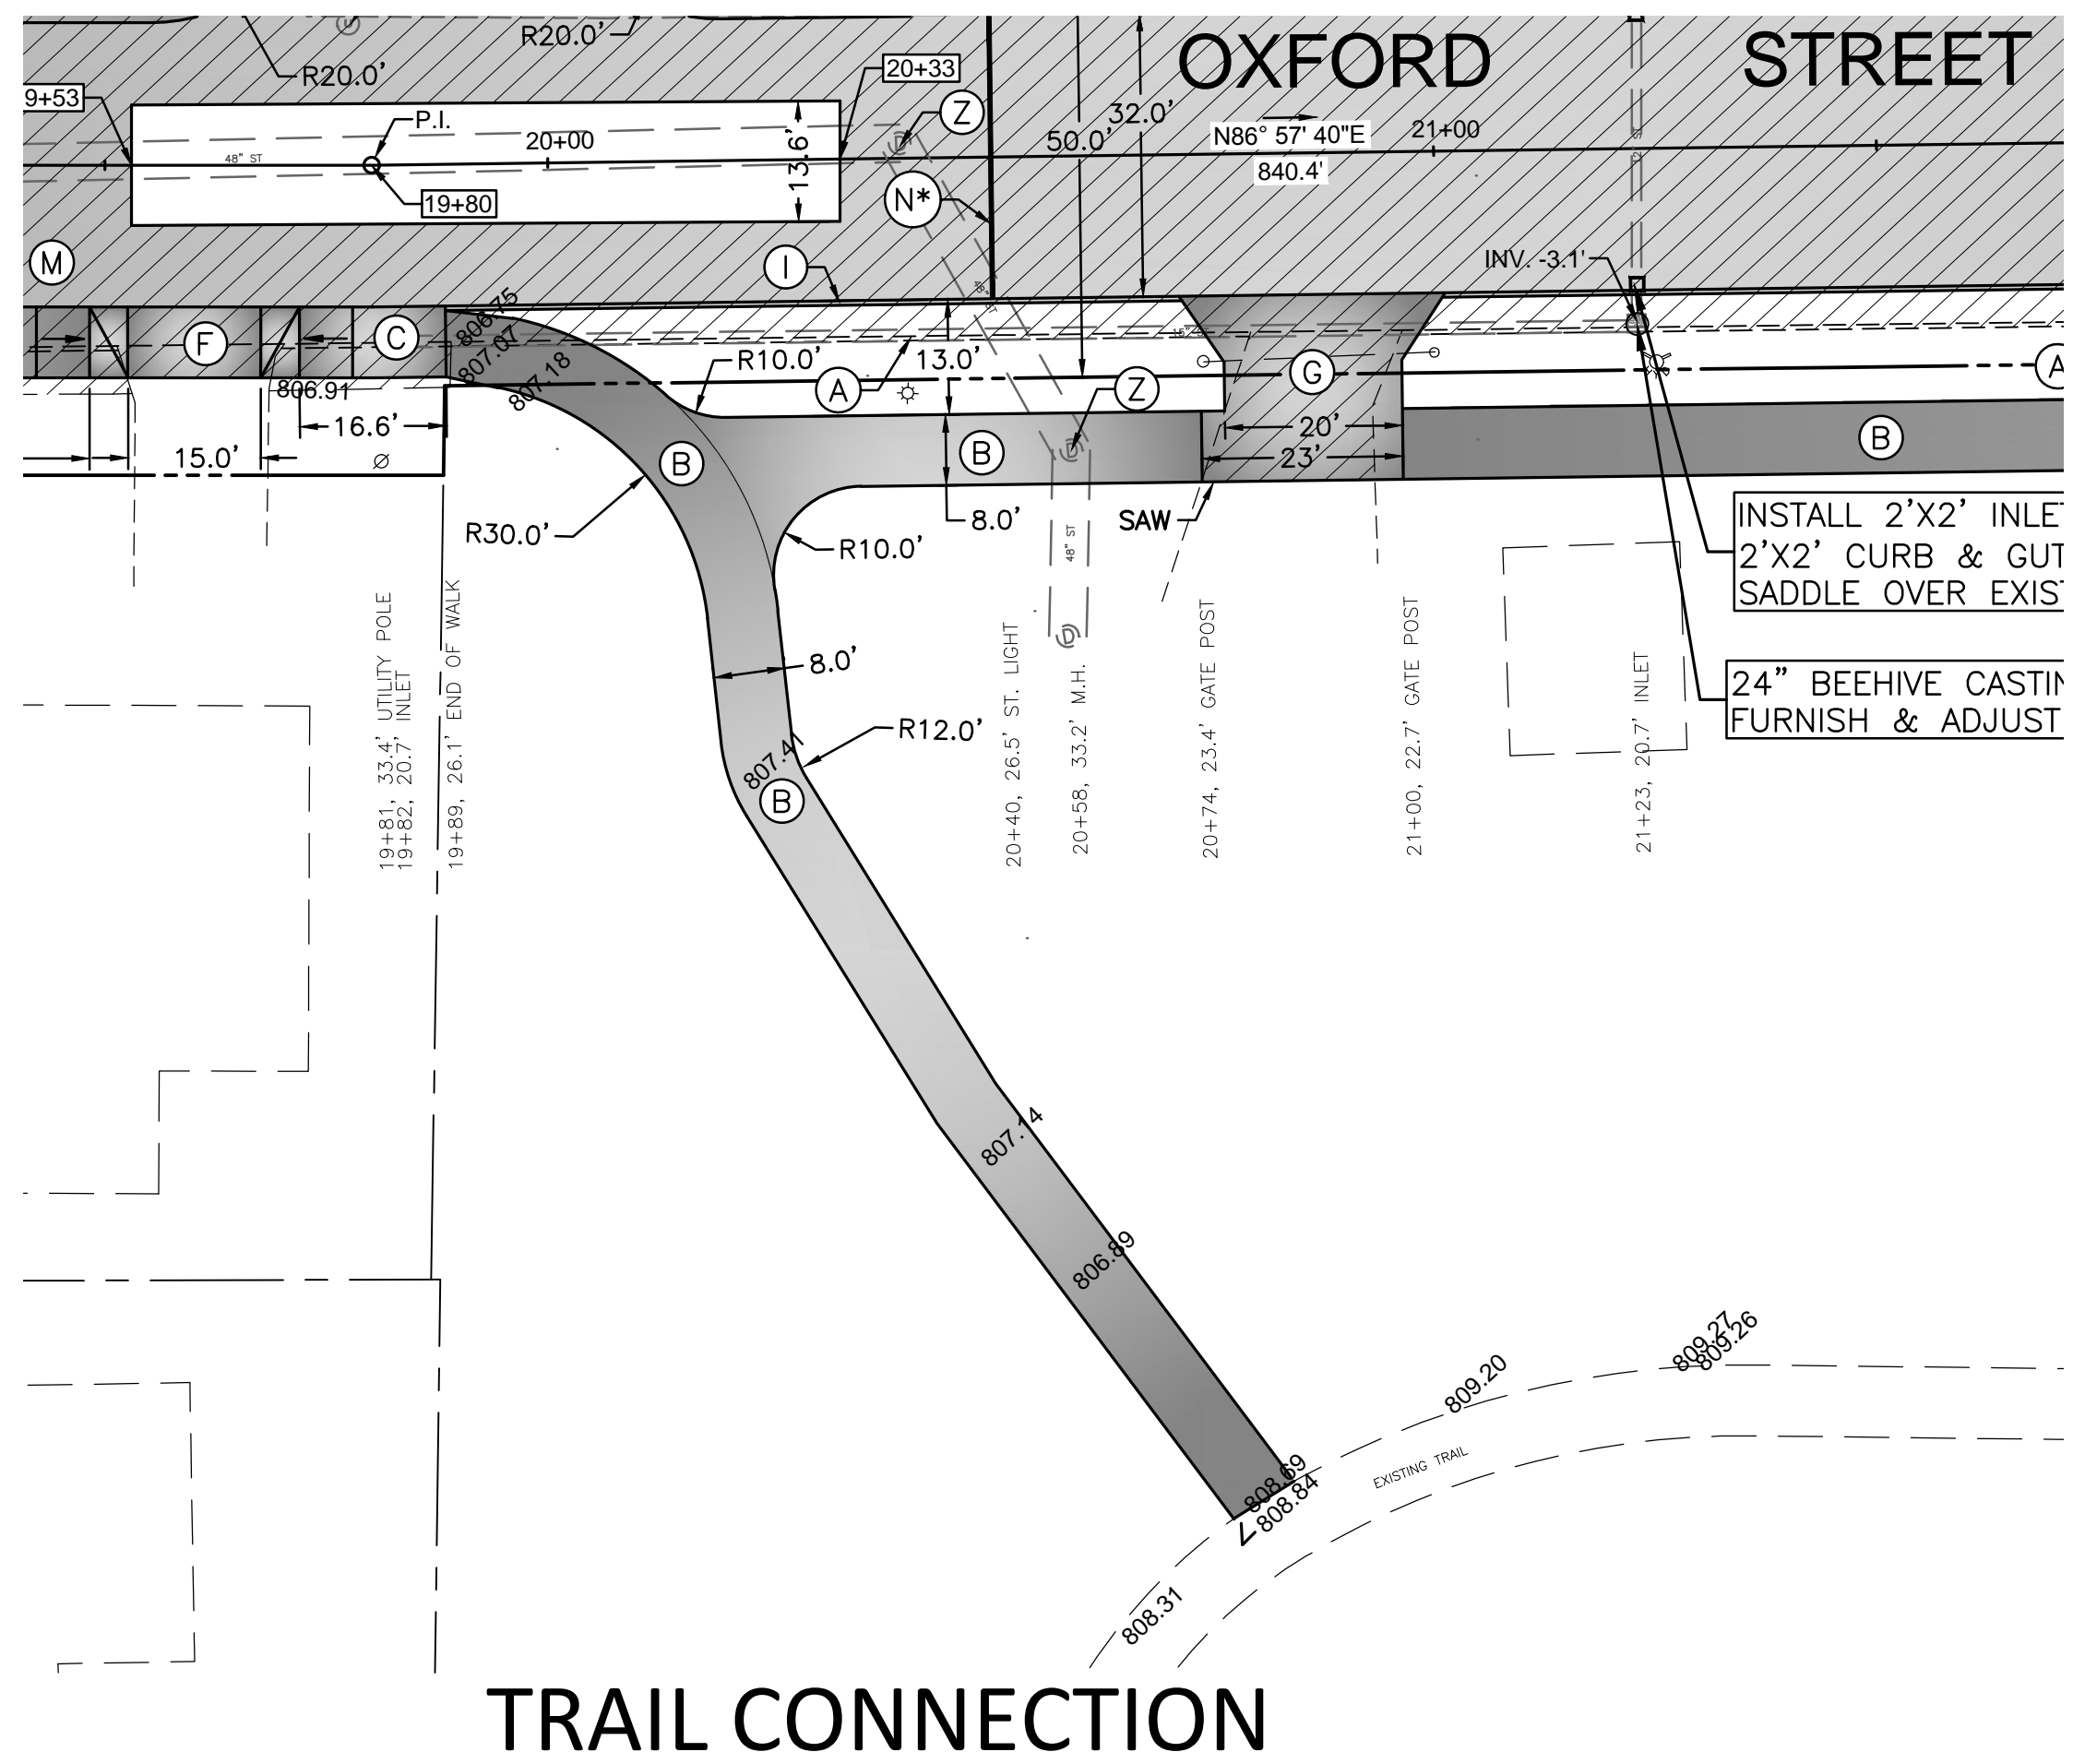 R20.0'
R20.0'
OXFORD STREET
9+53
P.I.
20+00
48" ST
19+80
13.6'
20+33
Z
N*
50.0'
32.0'
N86° 57' 40"E
840.4'
21+00
M
I
INV. -3.1'
F
C
806.75
807.07
807.18
806.91
16.6'
15.0'
R10.0'
A
13.0'
Z
G
A
20'
23'
B
B
B
R30.0'
R10.0'
8.0'
SAW
48" ST
INSTALL 2'X2' INLE
2'X2' CURB & GUT
SADDLE OVER EXIS
24" BEEHIVE CASTIN
FURNISH & ADJUST
8.0'
R12.0'
807.41
B
19+81, 33.4' UTILITY POLE
19+82, 20.7' INLET
19+89, 26.1' END OF WALK
20+40, 26.5' ST. LIGHT
20+58, 33.2' M.H.
20+74, 23.4' GATE POST
21+00, 22.7' GATE POST
21+23, 20.7' INLET
807.14
806.89
809.27
809.26
809.20
EXISTING TRAIL
808.69
808.84
808.31
TRAIL CONNECTION